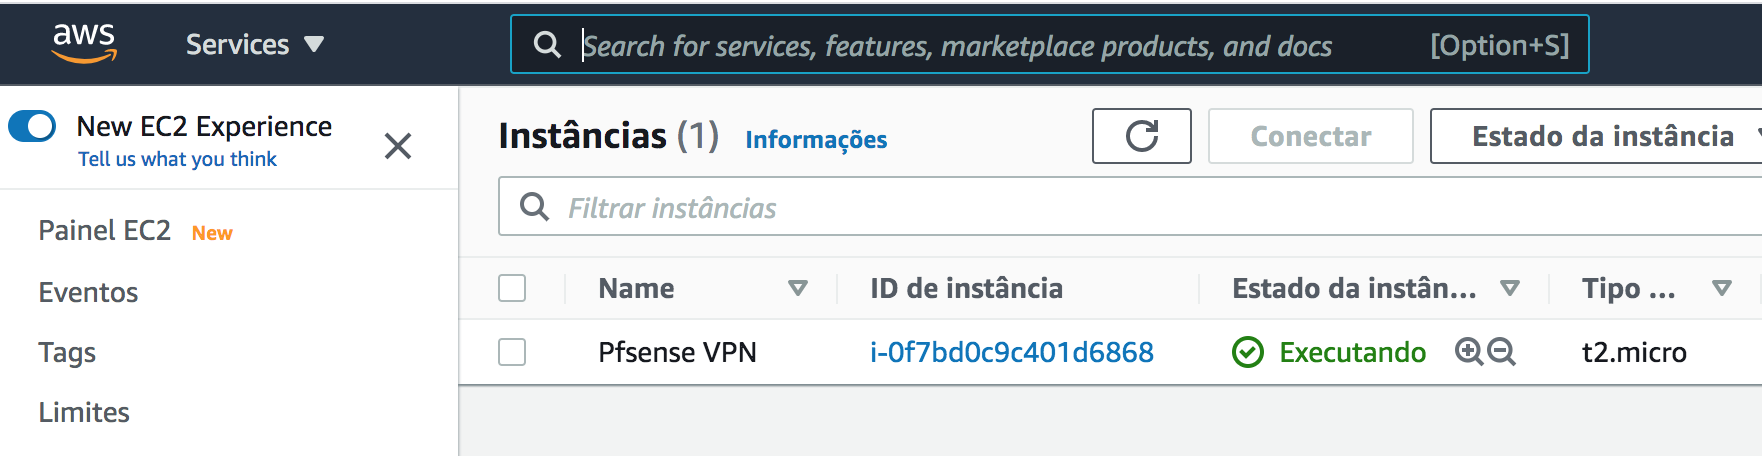 aws
Services
Search for services, features, marketplace products, and docs
[Option+S]
New EC2 Experience
Tell us what you think
Painel EC2 New
Eventos
Tags
Limites
Instâncias (1) Informações
Conectar
Estado da instância
Filtrar instâncias
Name ID de instância Estado da instân... Tipo ...
Pfsense VPN i-0f7bd0c9c401d6868 Executando t2.micro